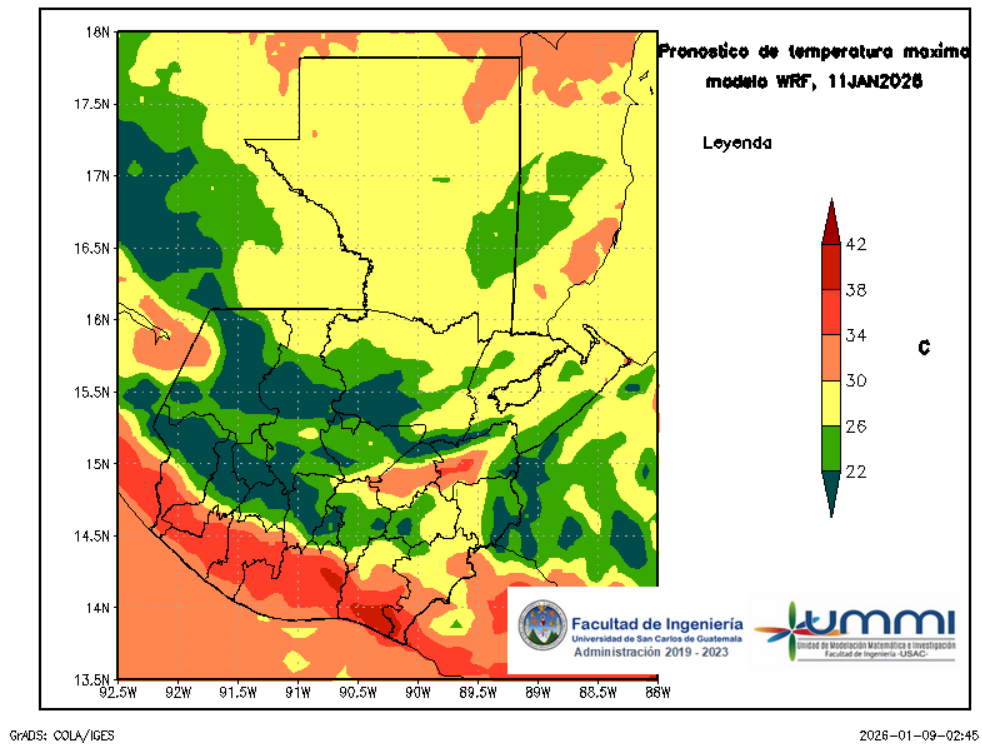 Pronostico de temperatura maxima
modelo WRF, 11JAN2026
Leyenda
42
38
34
30
26
22
C
18N
17.5N
17N
16.5N
16N
15.5N
15N
14.5N
14N
13.5N
92.5W 92W 91.5W 91W 90.5W 90W 89.5W 89W 88.5W 88W
Facultad de Ingeniería
Universidad de San Carlos de Guatemala
Administración 2019 - 2023
ummi
Unidad de Modelación Matemática e Investigación
Facultad de Ingeniería -USAC-
GrADS: COLA/IGES
2026-01-09-02:45